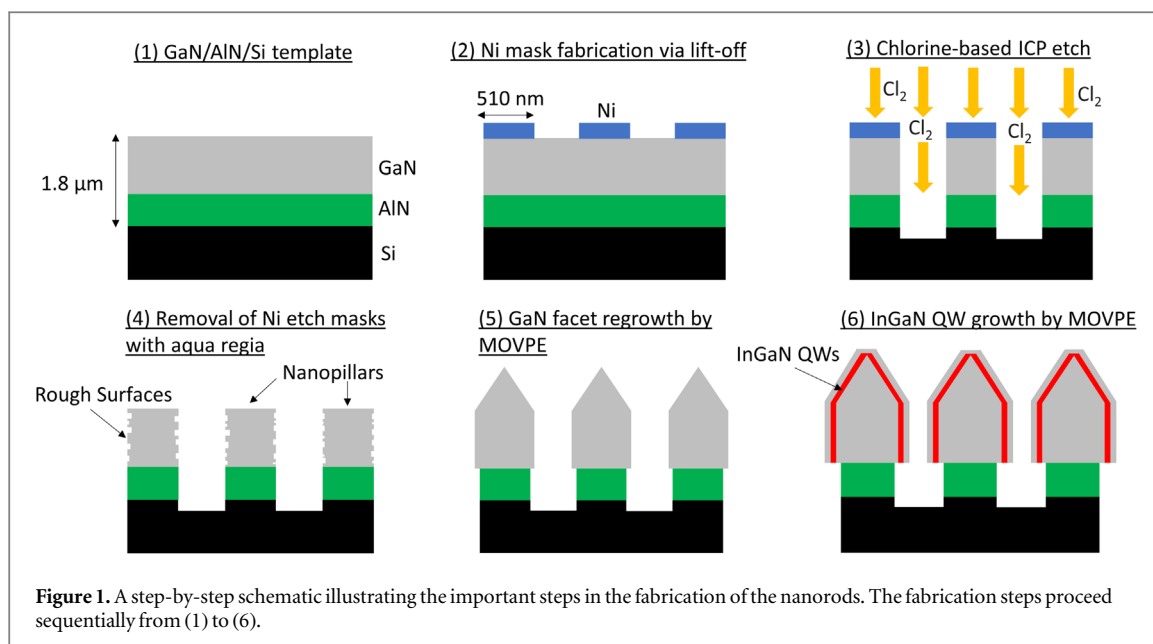 (1) GaN/AlN/Si template
1.8 μm
GaN
AlN
Si
(2) Ni mask fabrication via lift-off
510 nm
Ni
(3) Chlorine-based ICP etch
Cl₂
Cl₂
Cl₂
Cl₂
(4) Removal of Ni etch masks
with aqua regia
Rough Surfaces
Nanopillars
(5) GaN facet regrowth by
MOVPE
(6) InGaN QW growth by MOVPE
InGaN QWs
Figure 1. A step-by-step schematic illustrating the important steps in the fabrication of the nanorods. The fabrication steps proceed
sequentially from (1) to (6).